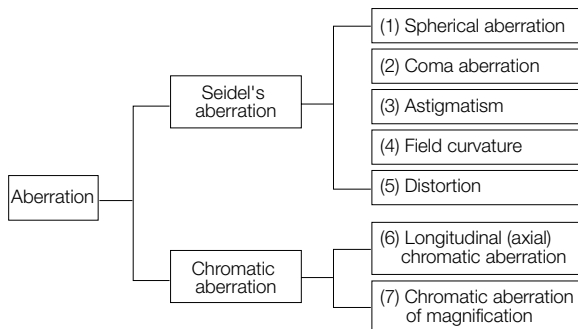 (1) Spherical aberration
(2) Coma aberration
Seidel's
aberration
(3) Astigmatism
(4) Field curvature
(5) Distortion
Aberration
(6) Longitudinal (axial)
chromatic aberration
Chromatic
aberration
(7) Chromatic aberration
of magnification